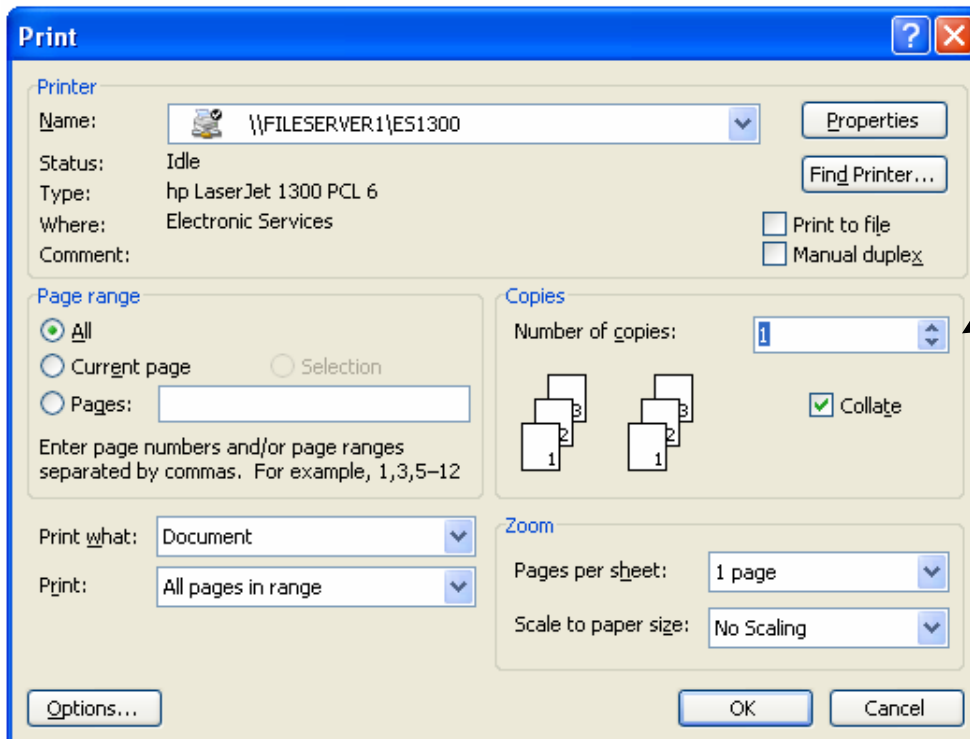 Print
Printer
Name: \\FILESERVER1\ES1300 Properties
Status: Idle Find Printer...
Type: hp LaserJet 1300 PCL 6
Where: Electronic Services Print to file
Comment: Manual duplex
Page range
All
Current page Selection
Pages:
Enter page numbers and/or page ranges
separated by commas. For example, 1,3,5–12
Copies
Number of copies: 1
3 3
2 2
1 1
Collate
Print what: Document
Print: All pages in range
Zoom
Pages per sheet: 1 page
Scale to paper size: No Scaling
Options... OK Cancel